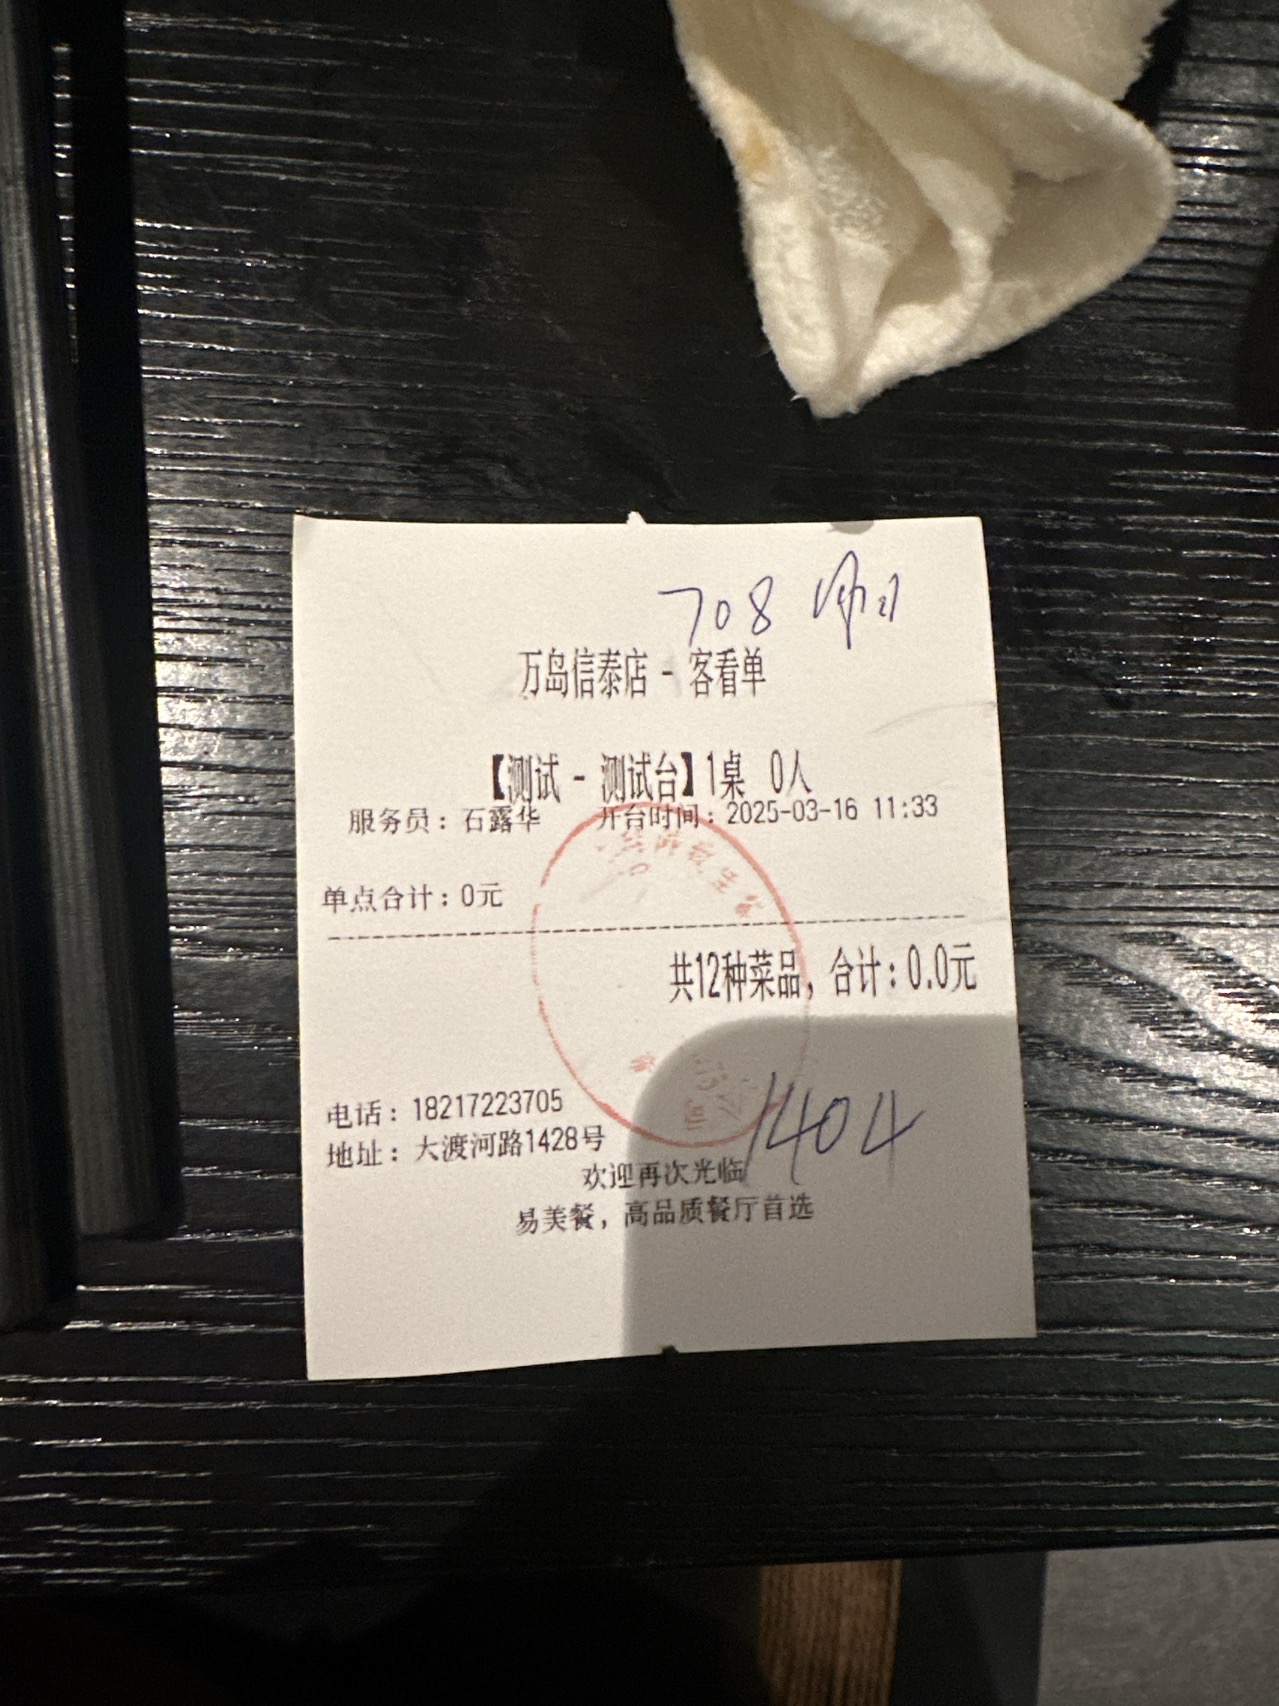 708
万岛信泰店 - 客看单
【测试 - 测试台】1桌 0人
服务员：石露华 开台时间：2025-03-16 11:33
单点合计：0元
共12种菜品，合计：0.0元
电话：18217223705
地址：大渡河路1428号
1404
欢迎再次光临
易美餐，高品质餐厅首选